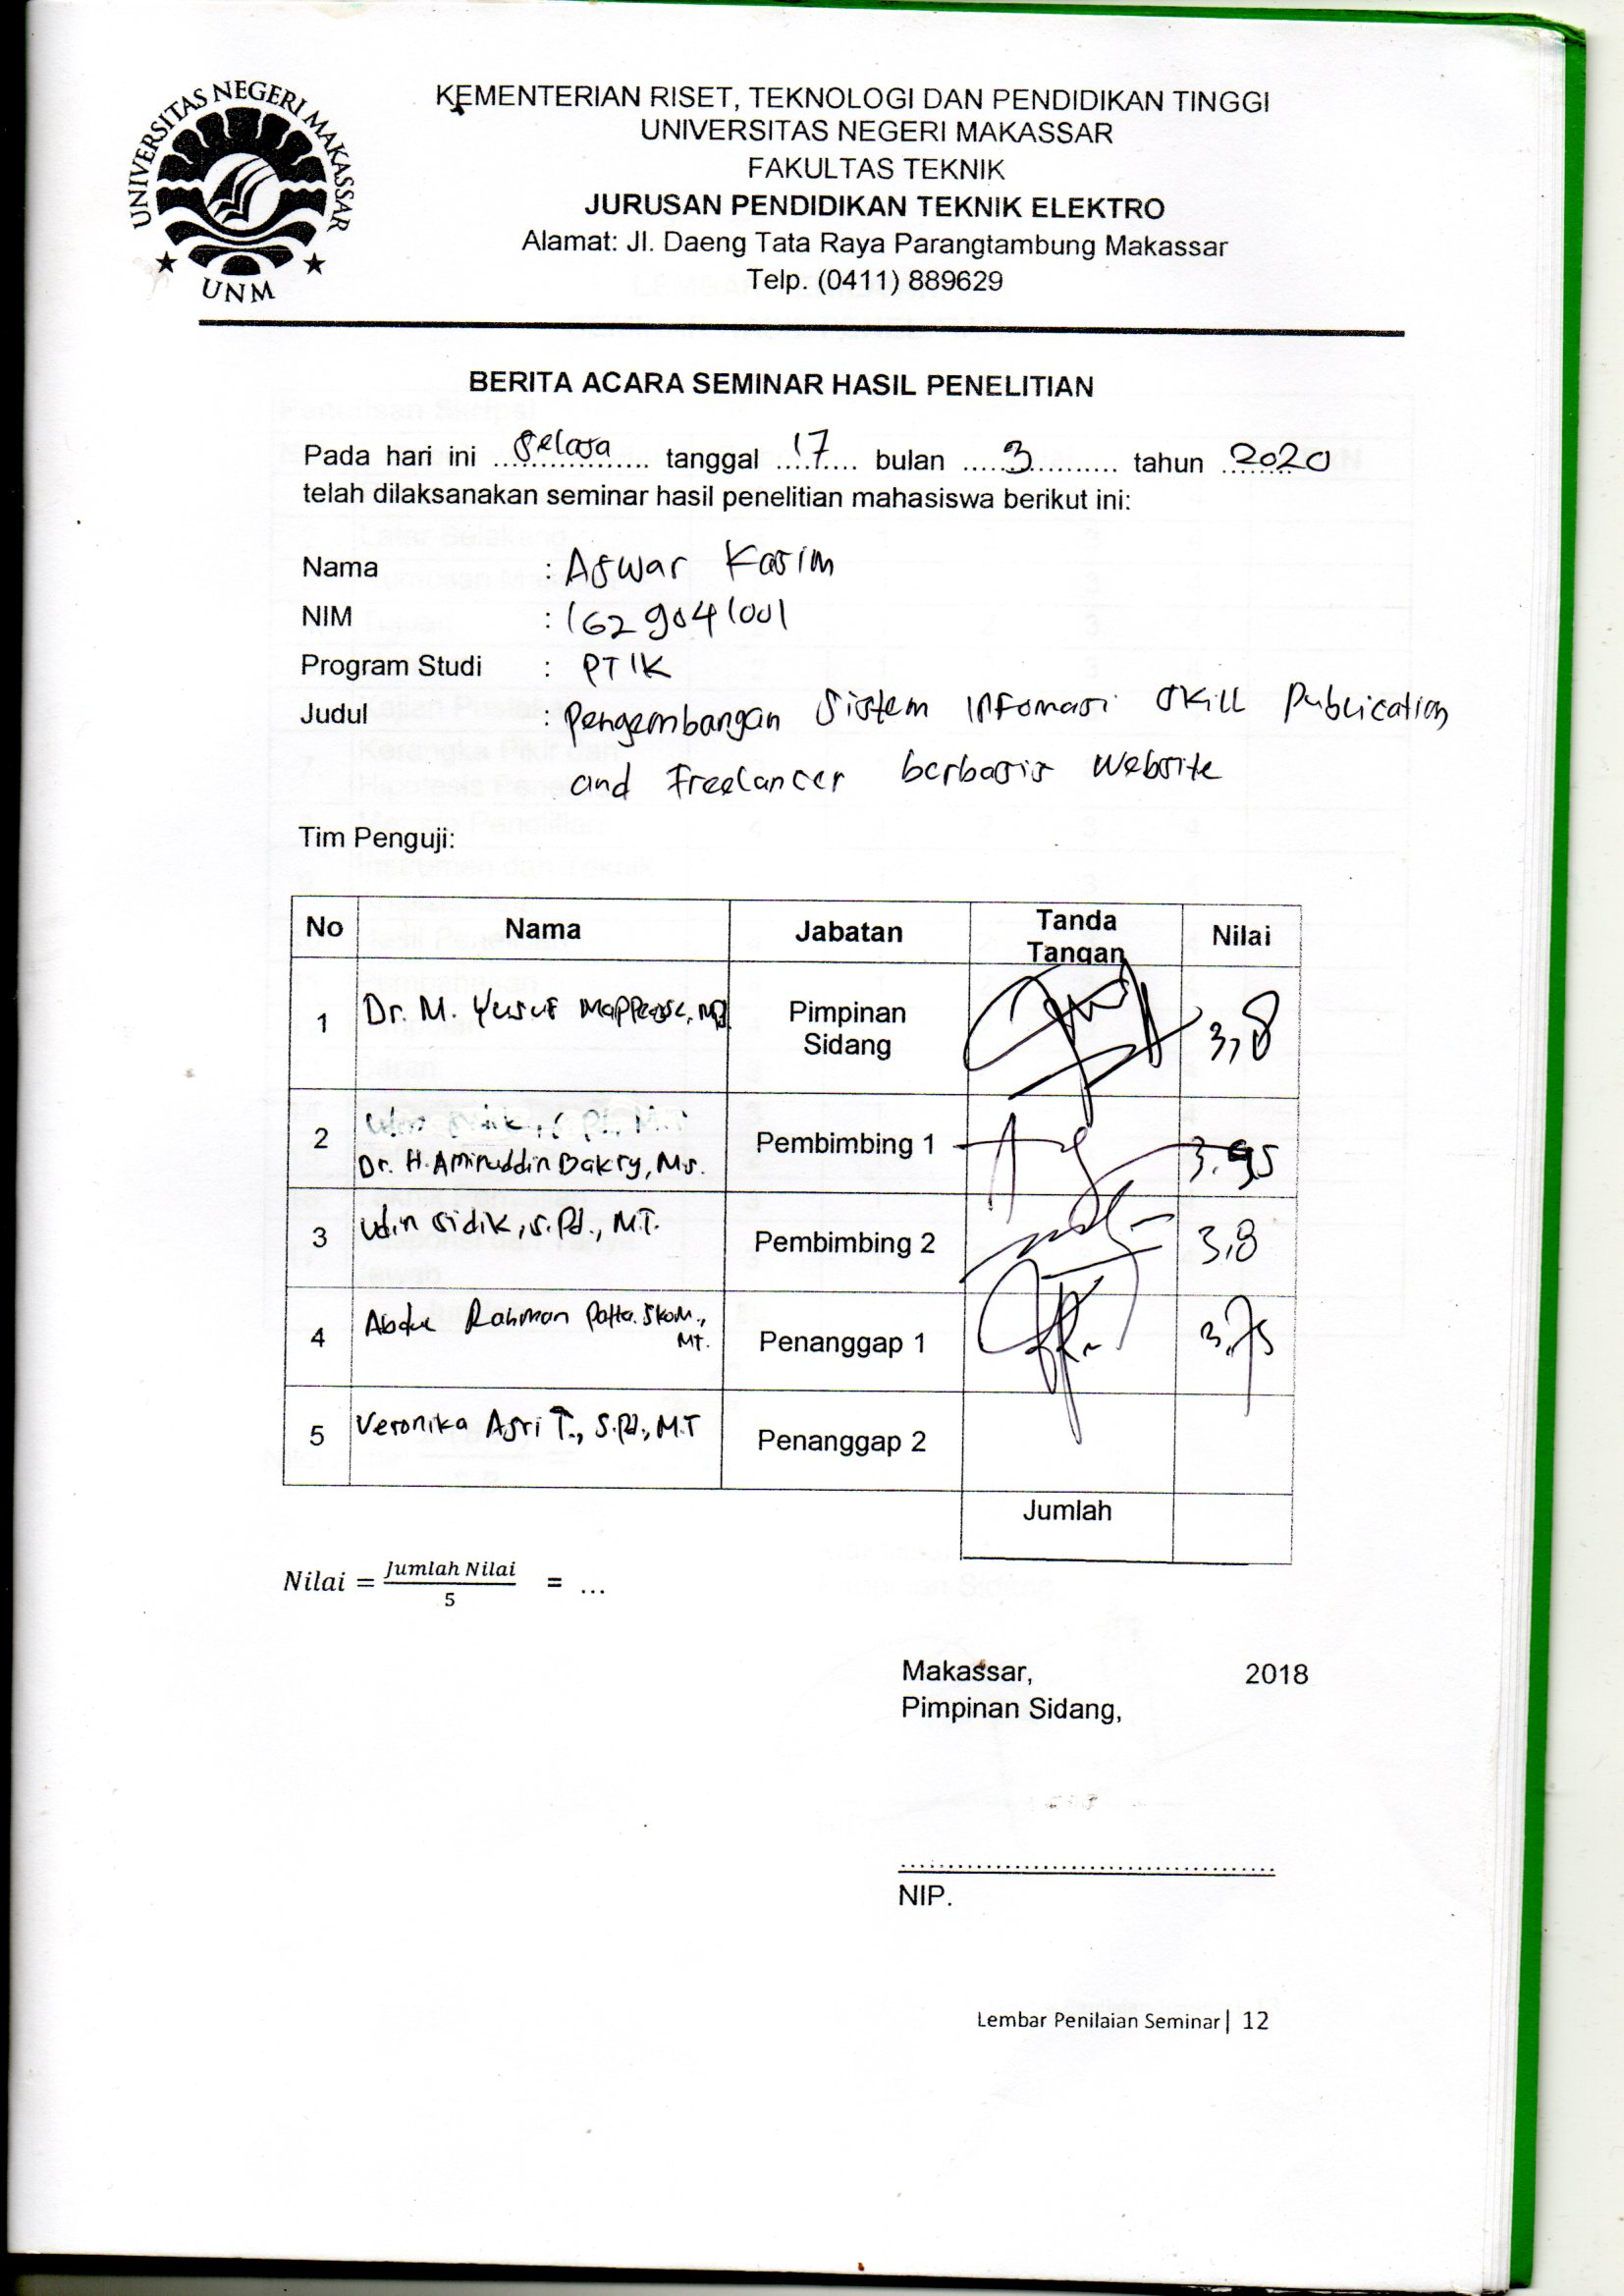 UNIVERSITAS NEGERI MAKASSAR
UNM
KEMENTERIAN RISET, TEKNOLOGI DAN PENDIDIKAN TINGGI
UNIVERSITAS NEGERI MAKASSAR
FAKULTAS TEKNIK
JURUSAN PENDIDIKAN TEKNIK ELEKTRO
Alamat: Jl. Daeng Tata Raya Parangtambung Makassar
Telp. (0411) 889629
BERITA ACARA SEMINAR HASIL PENELITIAN
Pada hari ini Selasa tanggal 17 bulan 3 tahun 2020
telah dilaksanakan seminar hasil penelitian mahasiswa berikut ini:
Nama : Aswar Kasim
NIM : 1629041001
Program Studi : PTIK
Judul : Pengembangan Sistem Infomasi Skill Publication
and Freelancer berbasis Website
Tim Penguji:
No Nama Jabatan Tanda Tangan Nilai
1 Dr. M. Yusuf Pimpinan Sidang 3,8
2 Dr. H. Aminuddin Bakry, Ms. Pembimbing 1 3.95
3 Udin Sidik, S.Pd., M.T. Pembimbing 2 3,8
4 Abdul Rahman Patta. SKom., MT. Penanggap 1 3.75
5 Veronika Asri T., S.Pd., M.T Penanggap 2
Jumlah
Nilai = Jumlah Nilai / 5 = ...
Makassar, 2018
Pimpinan Sidang,
NIP.
Lembar Penilaian Seminar| 12